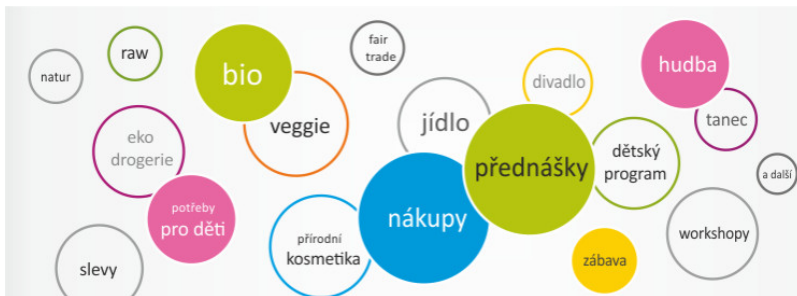 natur
raw
bio
fair
trade
veggie
jídlo
divadlo
hudba
tanec
eko
drogerie
přednášky
dětský
program
a další
potřeby
pro děti
nákupy
přírodní
kosmetika
workshopy
slevy
zábava